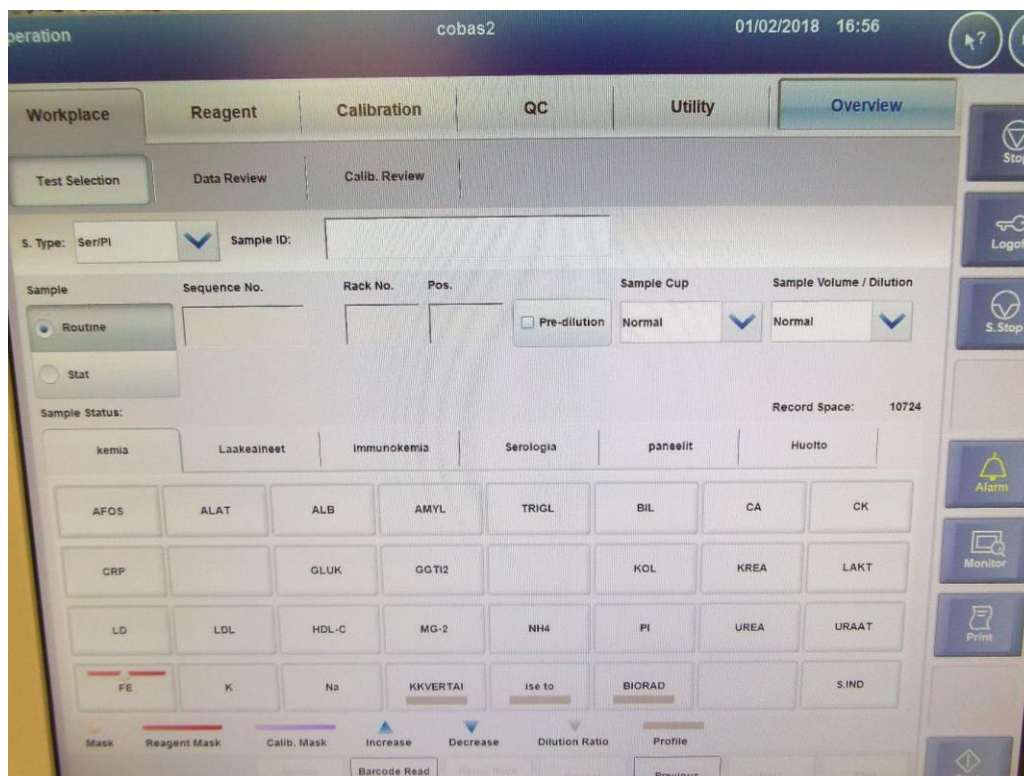 peration cobas2 01/02/2018 16:56
Workplace Reagent Calibration QC Utility Overview
Test Selection Data Review Calib. Review
Stop
S. Type: Ser/Pl Sample ID:
Logoff
Sample Sequence No. Rack No. Pos. Sample Cup Sample Volume / Dilution
Routine Pre-dilution Normal Normal
S.Stop
Stat
Sample Status: Record Space: 10724
kemia Laakeaineet Immunokemia Serologia paneelit Huolto
Alarm
AFOS ALAT ALB AMYL TRIGL BIL CA CK
CRP GLUK GGTI2 KOL KREA LAKT
Monitor
LD LDL HDL-C MG-2 NH4 PI UREA URAAT
Print
FE K Na KKVERTAI ise to BIORAD S.IND
Mask Reagent Mask Calib. Mask Increase Decrease Dilution Ratio Profile
Barcode Read Previous